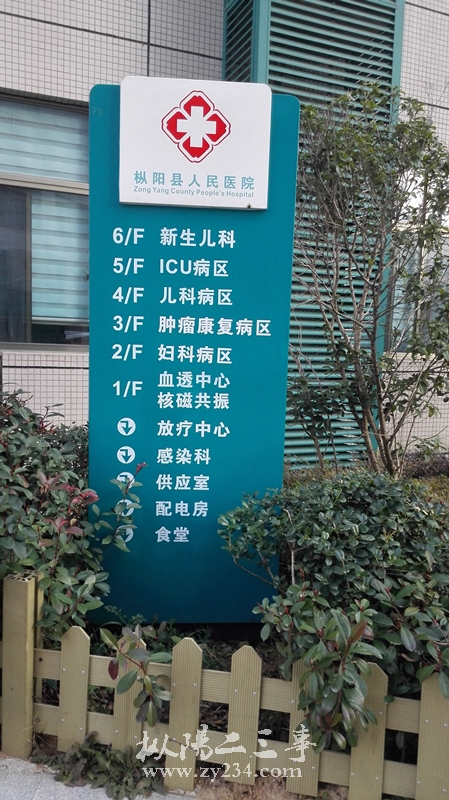 枞阳县人民医院
Zong Yang County People's Hospital
6/F 新生儿科
5/F ICU病区
4/F 儿科病区
3/F 肿瘤康复病区
2/F 妇科病区
1/F 血透中心
核磁共振
放疗中心
感染科
供应室
配电房
食堂
枞阳二三事
www.zy234.com